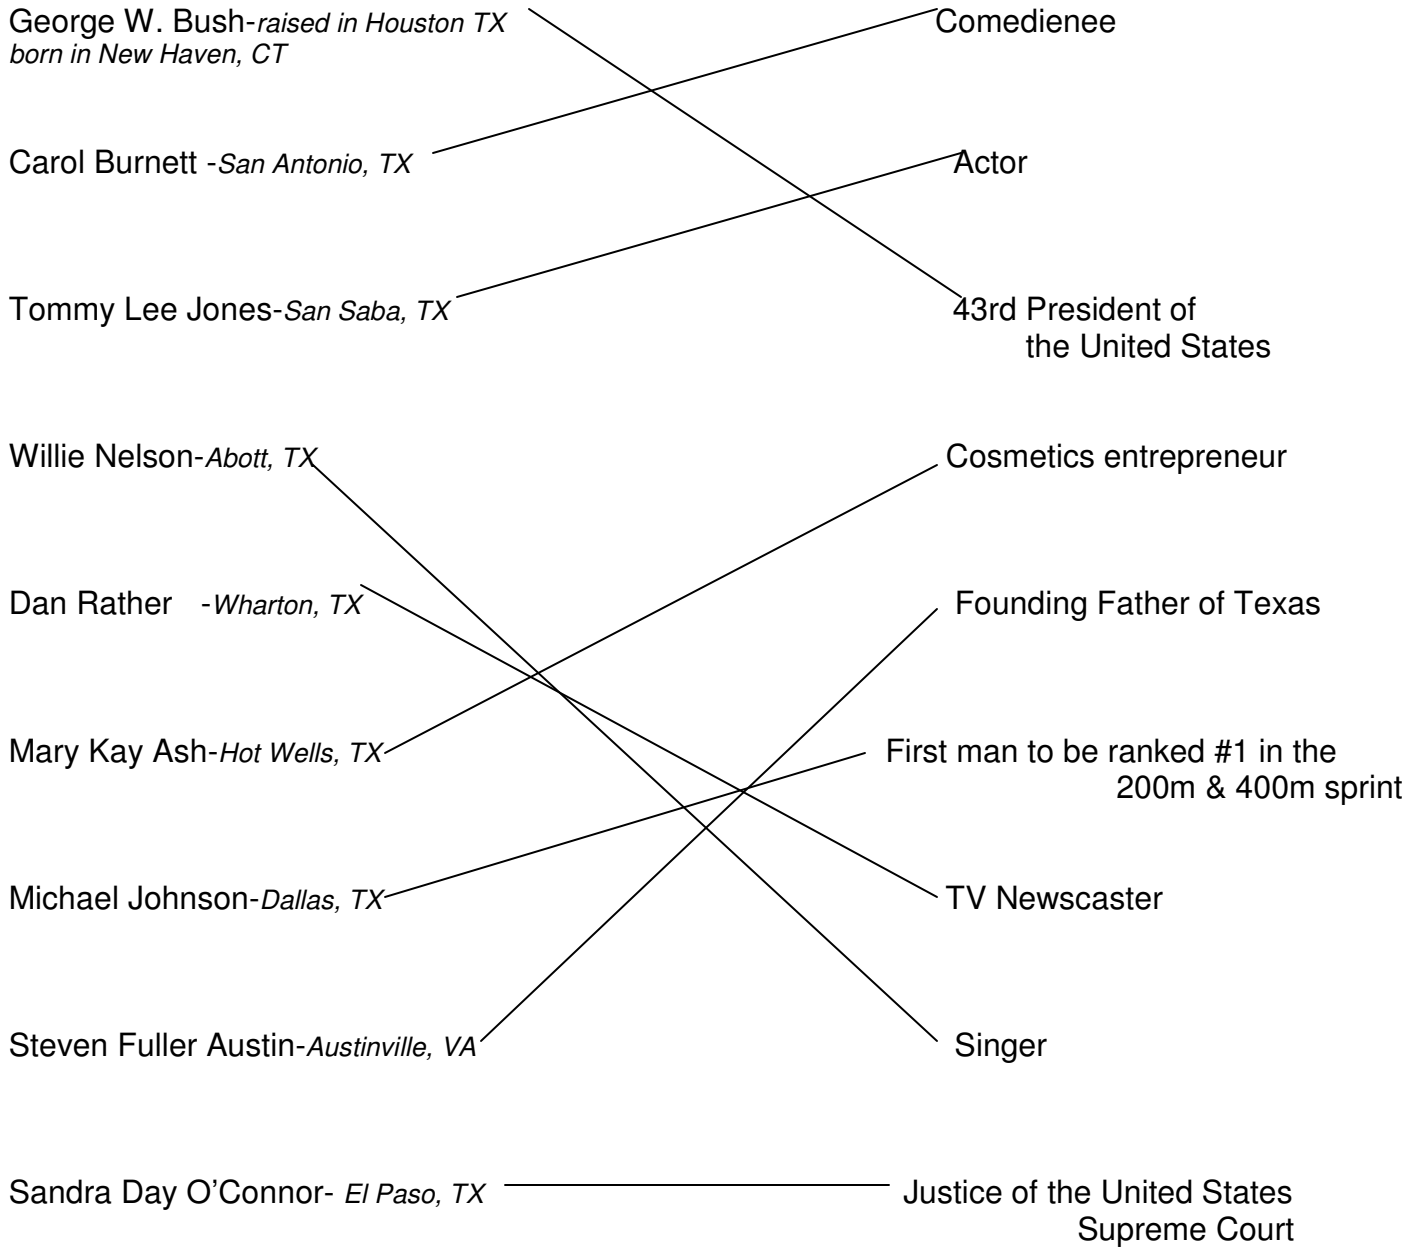 George W. Bush-raised in Houston TX Comedienee
born in New Haven, CT
Carol Burnett -San Antonio, TX Actor
Tommy Lee Jones-San Saba, TX 43rd President of
the United States
Willie Nelson-Abott, TX Cosmetics entrepreneur
Dan Rather -Wharton, TX Founding Father of Texas
Mary Kay Ash-Hot Wells, TX First man to be ranked #1 in the
200m & 400m sprint
Michael Johnson-Dallas, TX TV Newscaster
Steven Fuller Austin-Austinville, VA Singer
Sandra Day O’Connor- El Paso, TX Justice of the United States
Supreme Court